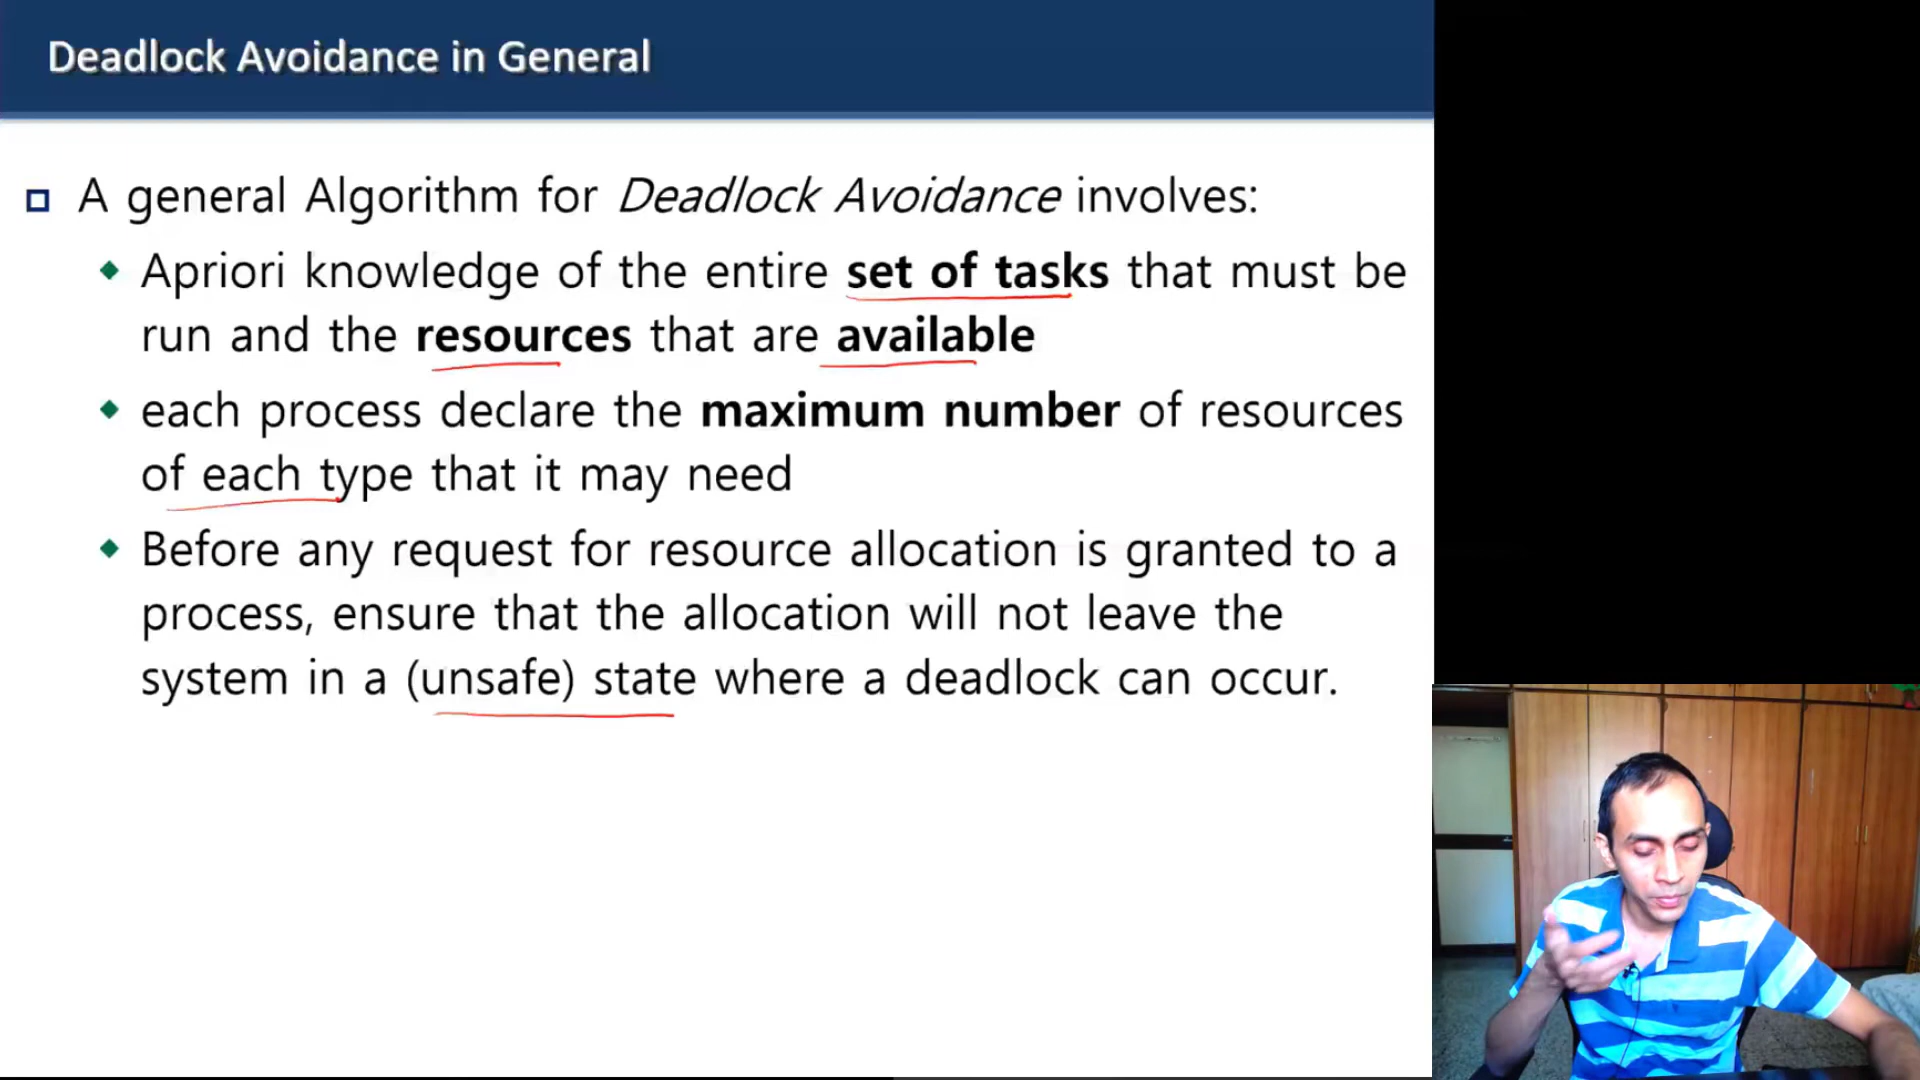 Deadlock Avoidance in General
A general Algorithm for Deadlock Avoidance involves:
Apriori knowledge of the entire set of tasks that must be
run and the resources that are available
each process declare the maximum number of resources
of each type that it may need
Before any request for resource allocation is granted to a
process, ensure that the allocation will not leave the
system in a (unsafe) state where a deadlock can occur.